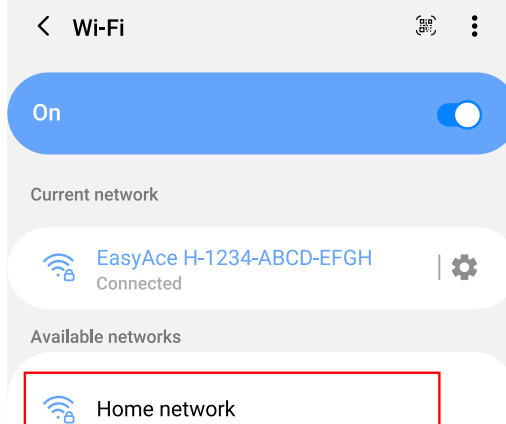 Wi-Fi
On
Current network
EasyAce H-1234-ABCD-EFGH
Connected
Available networks
Home network